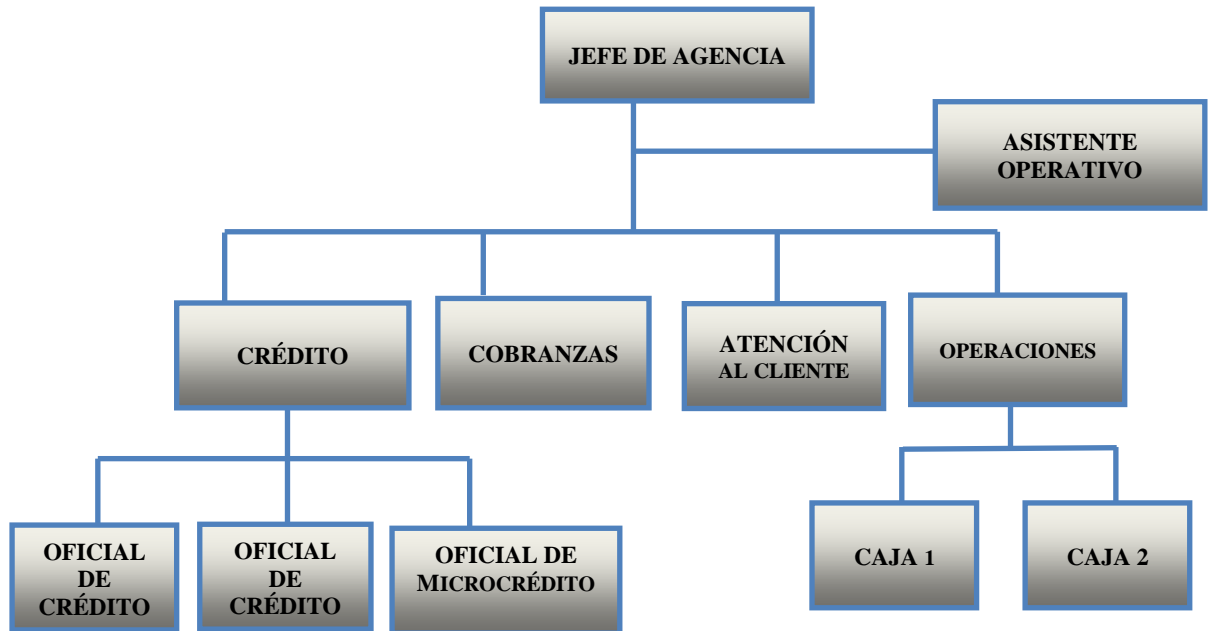 JEFE DE AGENCIA
ASISTENTE
OPERATIVO
CRÉDITO
COBRANZAS
ATENCIÓN
AL CLIENTE
OPERACIONES
OFICIAL
DE
CRÉDITO
OFICIAL
DE
CRÉDITO
OFICIAL DE
MICROCRÉDITO
CAJA 1
CAJA 2